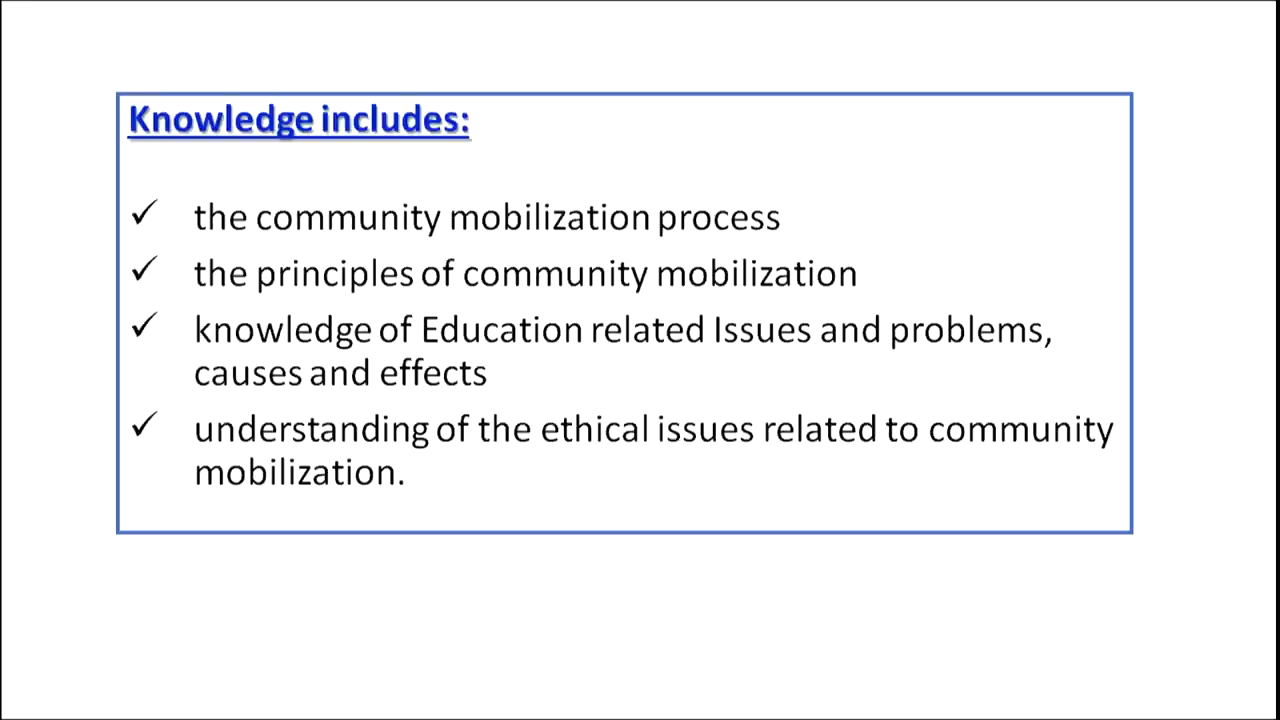 Knowledge includes:
✓ the community mobilization process
✓ the principles of community mobilization
✓ knowledge of Education related Issues and problems,
causes and effects
✓ understanding of the ethical issues related to community
mobilization.